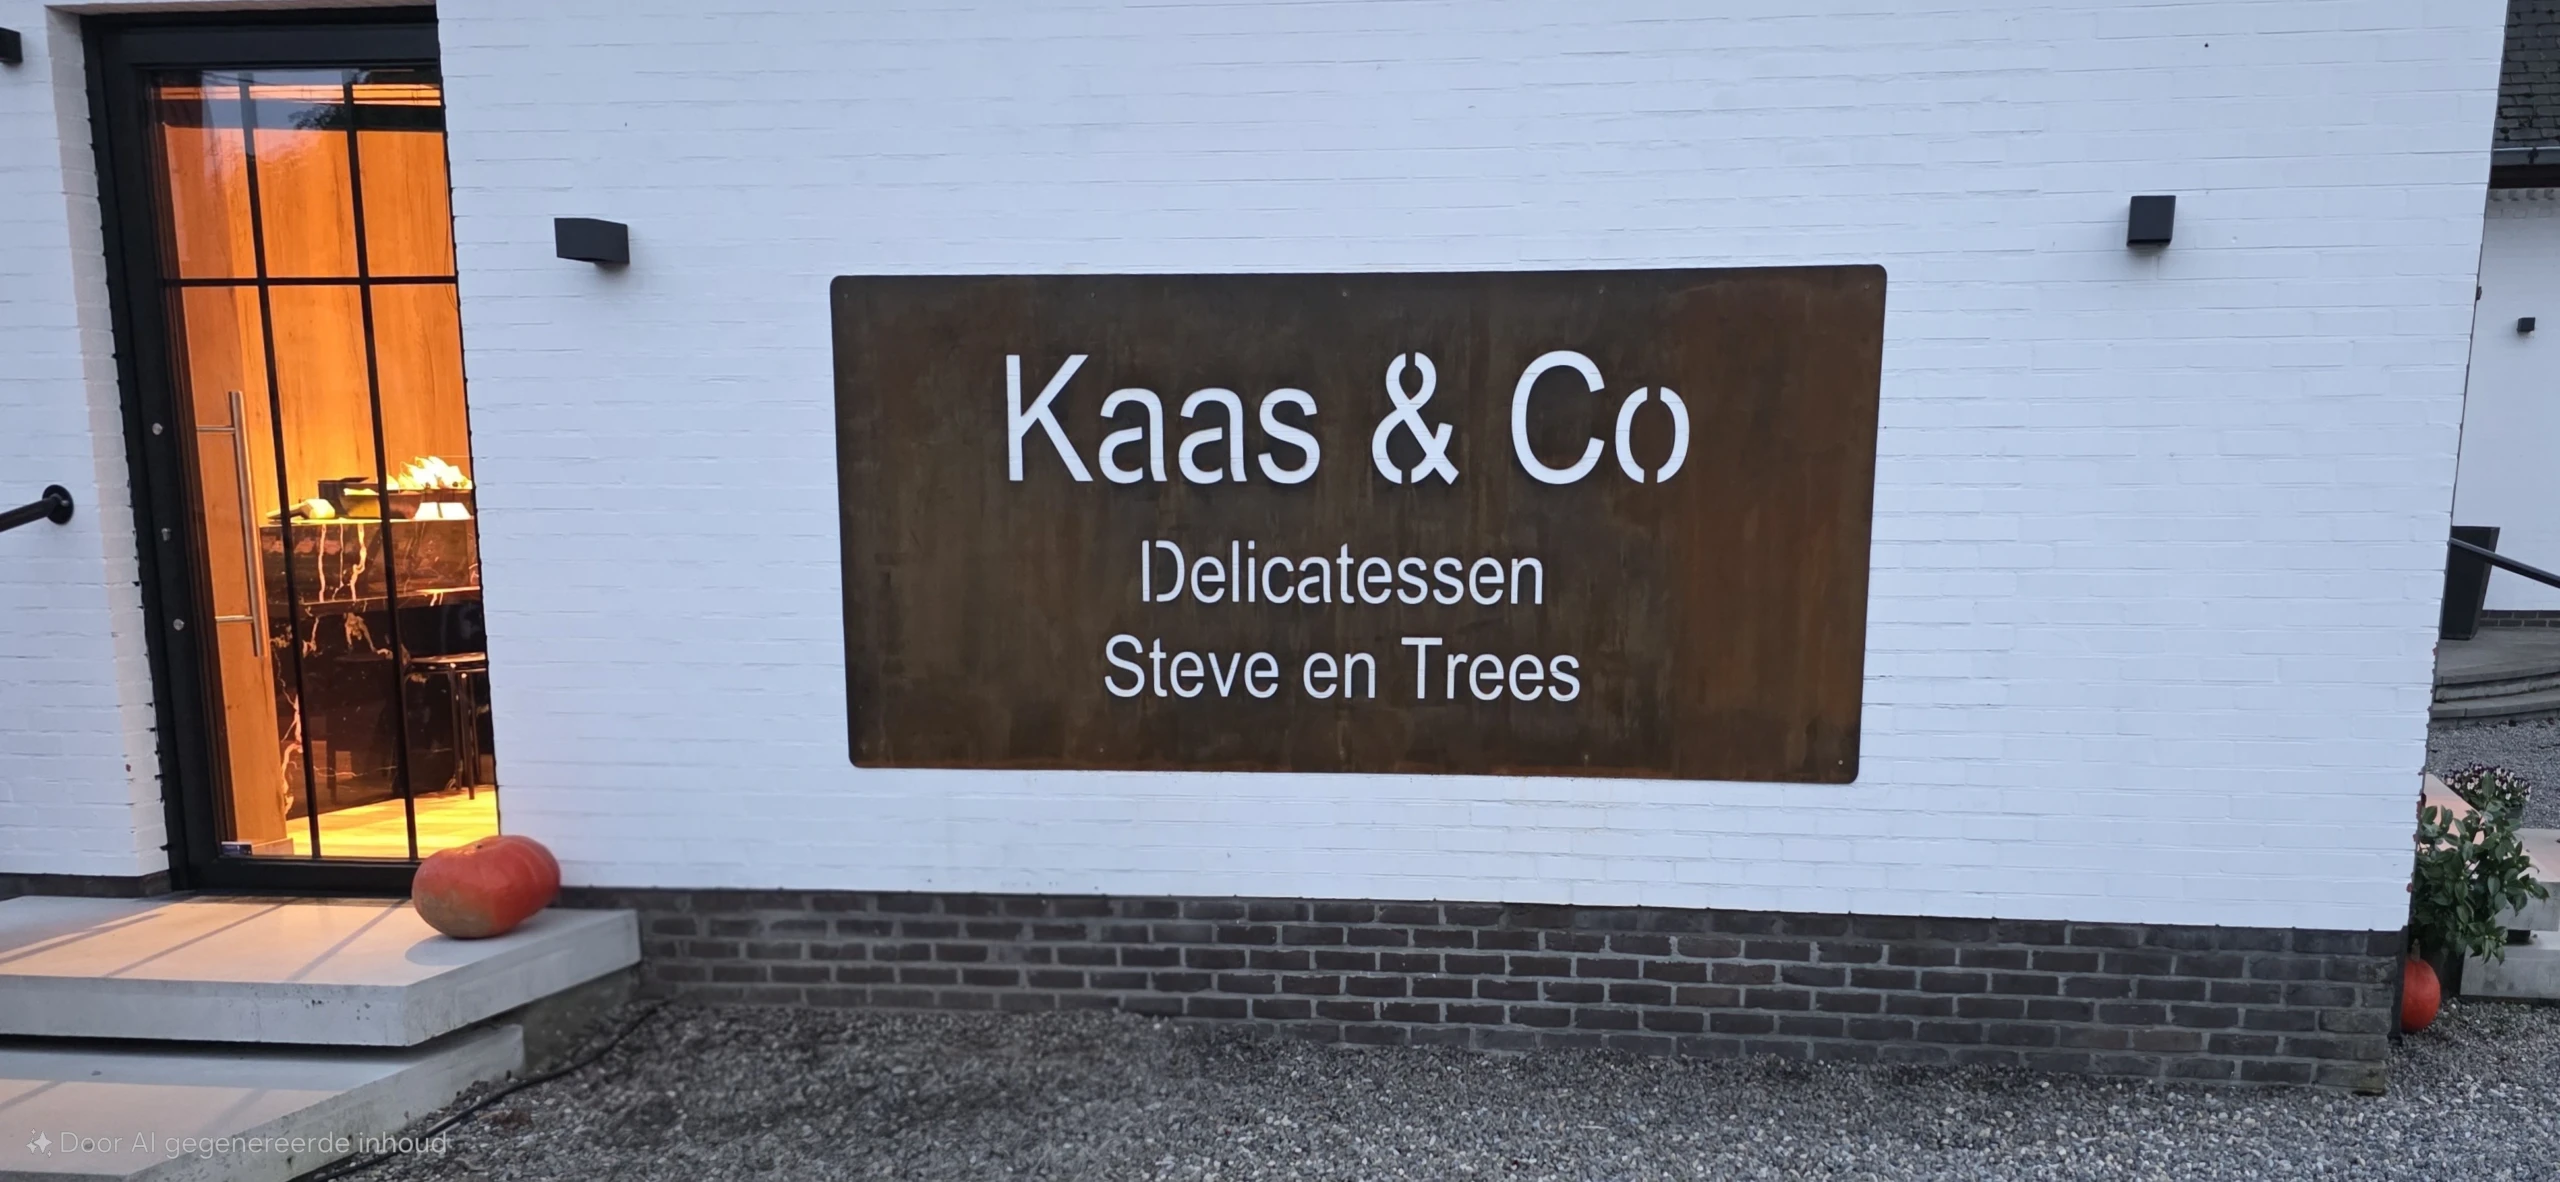 Kaas & Co
Delicatessen
Steve en Trees
Door AI gegenereerde inhoud